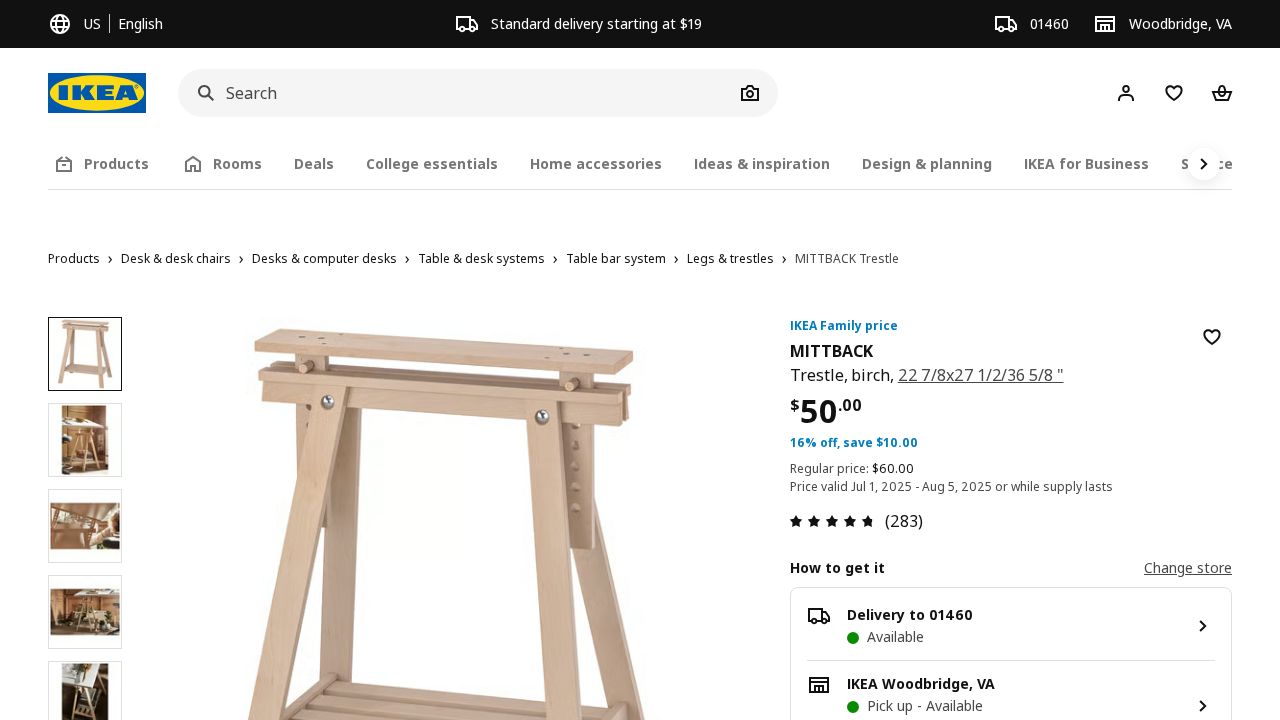 US | English
Standard delivery starting at $19
01460
Woodbridge, VA
IKEA
Search
Products
Rooms
Deals
College essentials
Home accessories
Ideas & inspiration
Design & planning
IKEA for Business
Products › Desk & desk chairs › Desks & computer desks › Table & desk systems › Table bar system › Legs & trestles › MITTBACK Trestle
IKEA Family price
MITTBACK
Trestle, birch, 22 7/8x27 1/2/36 5/8 "
$50.00
16% off, save $10.00
Regular price: $60.00
Price valid Jul 1, 2025 - Aug 5, 2025 or while supply lasts
(283)
How to get it
Change store
Delivery to 01460
Available
IKEA Woodbridge, VA
Pick up - Available